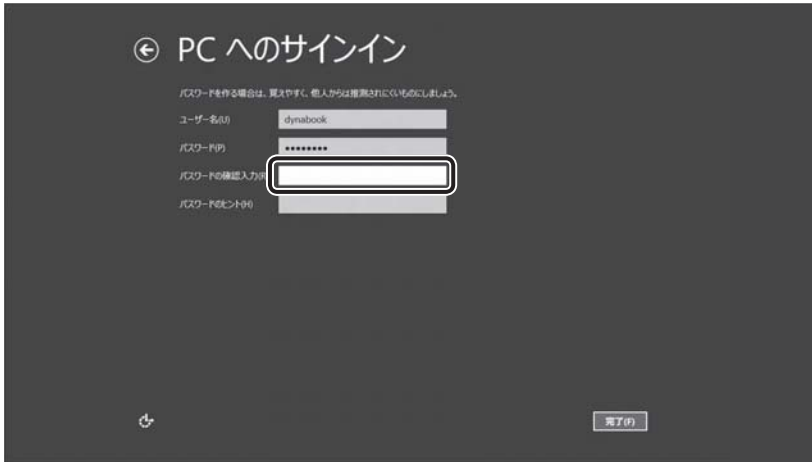 PC へのサインイン
パスワードを作る場合は、覚えやすく、他人からは推測されにくいものにしましょう。
ユーザー名(U) dynabook
パスワード(P) ••••••••
パスワードの確認入力(R
パスワードのヒント(H)
完了(F)